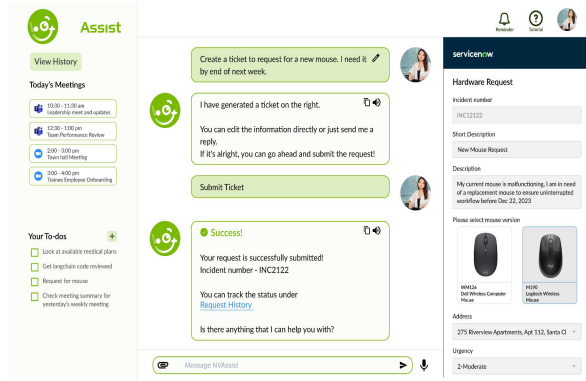 Assist
View History
Today's Meetings
10:30 - 11:30 am
Leadership meet and updates
12:30 - 1:00 pm
Team Performance Review
2:00 - 3:00 pm
Town hall Meeting
3:00 - 4:00 pm
Trainee Employee Onboarding
Your To-dos +
Look at available medical plans
Get langchain code reviewed
Request for mouse
Check meeting summary for
yesterday's weekly meeting
Create a ticket to request for a new mouse. I need it
by end of next week.
I have generated a ticket on the right.
You can edit the information directly or just send me a
reply.
If it's alright, you can go ahead and submit the request!
Submit Ticket
Success!
Your request is successfully submitted!
Incident number - INC2122
You can track the status under
Request History
Is there anything that I can help you with?
Message NVAssist
Reminder
Tutorial
servicenow
Hardware Request
Incident number
INC12122
Short Description
New Mouse Request
Description
My current mouse is malfunctioning, I am in need
of a replacement mouse to ensure uninterrupted
workflow before Dec 22, 2023
Please select mouse version
WM126
Dell Wireless Computer
Mouse
M190
Logitech Wireless
Mouse
Address
275 Riverview Apartments, Apt 112, Santa Cl
Urgency
2-Moderate